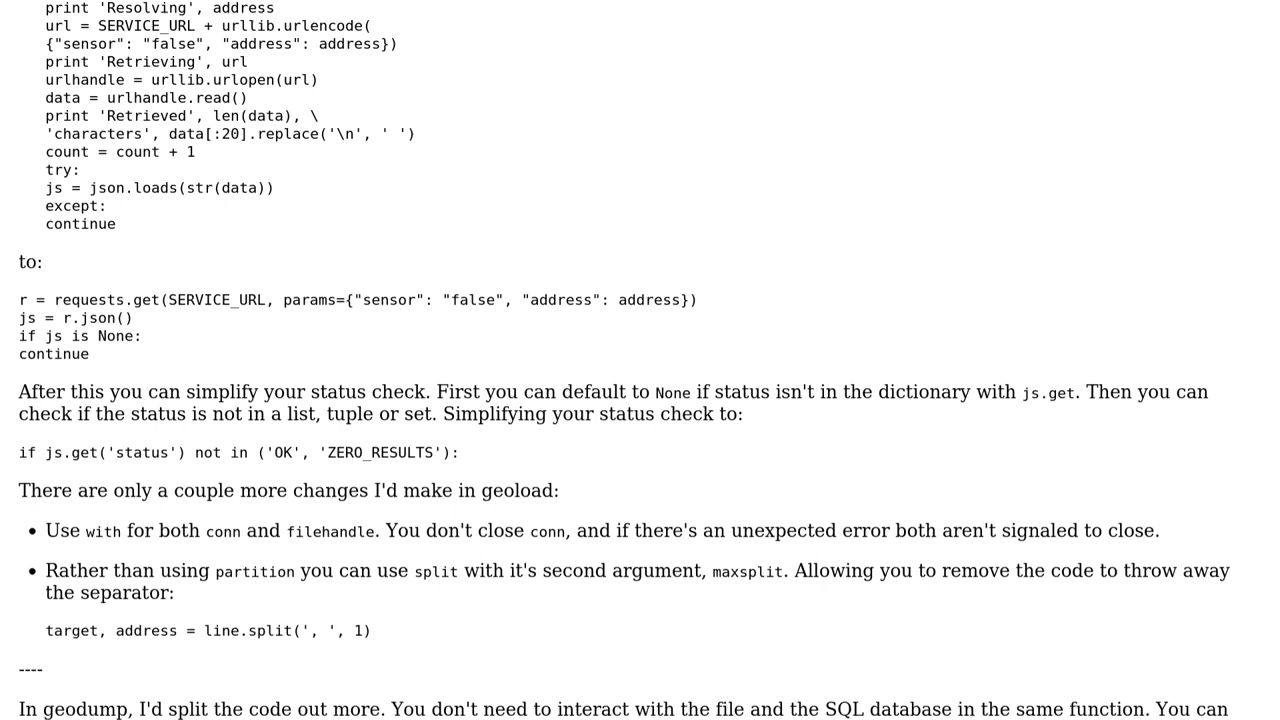 print 'Resolving', address
url = SERVICE_URL + urllib.urlencode(
{"sensor": "false", "address": address})
print 'Retrieving', url
urlhandle = urllib.urlopen(url)
data = urlhandle.read()
print 'Retrieved', len(data), \
'characters', data[:20].replace('\n', ' ')
count = count + 1
try:
js = json.loads(str(data))
except:
continue
to:
r = requests.get(SERVICE_URL, params={"sensor": "false", "address": address})
js = r.json()
if js is None:
continue
After this you can simplify your status check. First you can default to None if status isn't in the dictionary with js.get. Then you can
check if the status is not in a list, tuple or set. Simplifying your status check to:
if js.get('status') not in ('OK', 'ZERO_RESULTS'):
There are only a couple more changes I'd make in geoload:
• Use with for both conn and filehandle. You don't close conn, and if there's an unexpected error both aren't signaled to close.
• Rather than using partition you can use split with it's second argument, maxsplit. Allowing you to remove the code to throw away
the separator:
target, address = line.split(', ', 1)
----
In geodump, I'd split the code out more. You don't need to interact with the file and the SQL database in the same function. You can